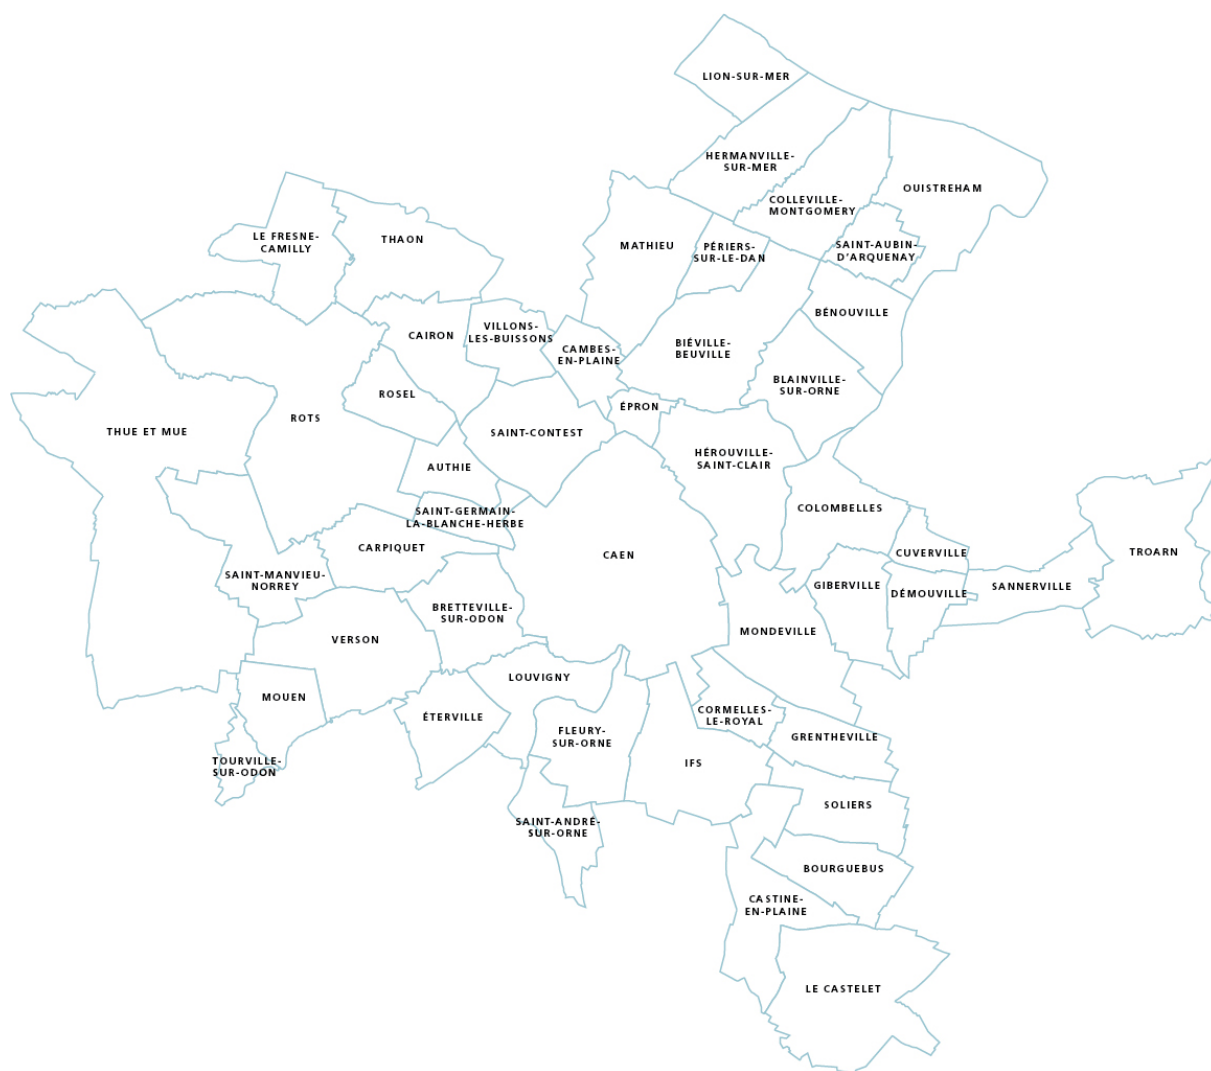 LION-SUR-MER
HERMANVILLE-
SUR-MER
OUISTREHAM
COLLEVILLE-
MONTGOMERY
LE FRESNE-
CAMILLY
THAON
MATHIEU
PÉRIERS-
SUR-LE-DAN
SAINT-AUBIN-
D'ARQUENAY
BÉNOUVILLE
CAIRON
VILLONS-
LES-BUISSONS
CAMBES-
EN-PLAINE
BIÉVILLE-
BEUVILLE
BLAINVILLE-
SUR-ORNE
ROSEL
ÉPRON
ROTS
THUE ET MUE
SAINT-CONTEST
HÉROUVILLE-
SAINT-CLAIR
AUTHIE
COLOMBELLES
SAINT-GERMAIN-
LA-BLANCHE-HERBE
CARPIQUET
CAEN
CUVERVILLE
TROARN
SAINT-MANVIEU-
NORREY
GIBERVILLE
DÉMOUVILLE
SANNERVILLE
BRETTEVILLE-
SUR-ODON
VERSON
MONDEVILLE
LOUVIGNY
MOUEN
ÉTERVILLE
CORMELLES-
LE-ROYAL
FLEURY-
SUR-ORNE
GRENTHEVILLE
TOURVILLE-
SUR-ODON
IFS
SOLIERS
SAINT-ANDRÉ-
SUR-ORNE
BOURGUEBUS
CASTINE-
EN-PLAINE
LE CASTELET